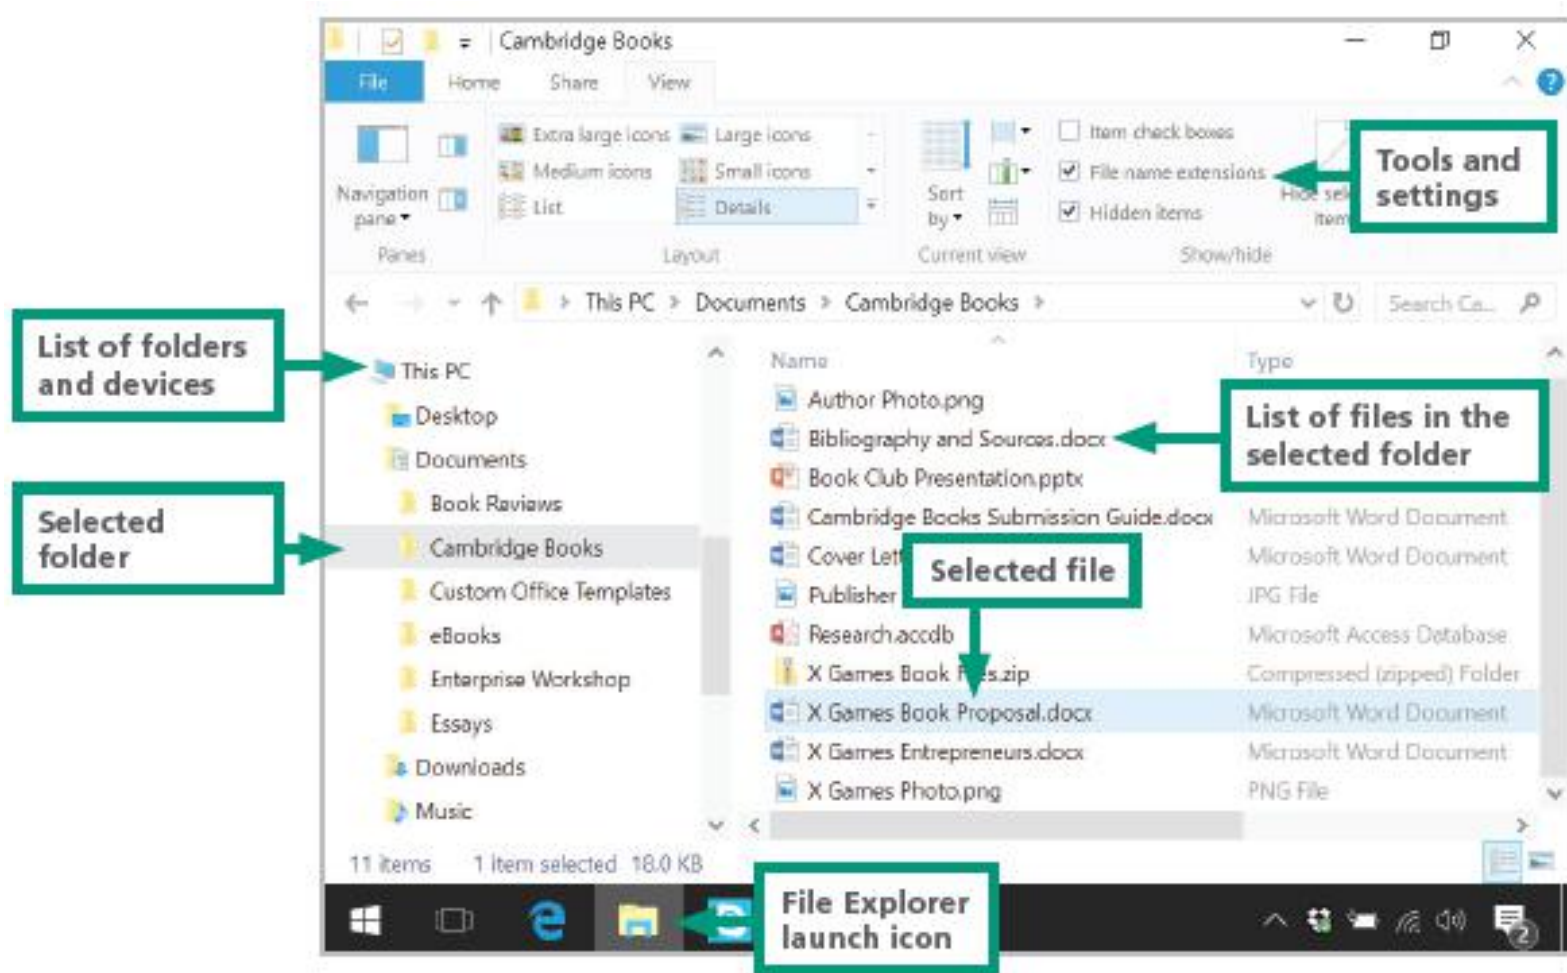 Cambridge Books
File Home Share View
Extra large icons Large icons
Medium icons Small icons
List Details
Navigation pane
Sort by
Item check boxes
File name extensions
Hidden items
Hide
Tools and
settings
Panes Layout Current view Show/hide
This PC > Documents > Cambridge Books >
Search Ca...
List of folders
and devices
Selected
folder
This PC
Desktop
Documents
Book Reviews
Cambridge Books
Custom Office Templates
eBooks
Enterprise Workshop
Essays
Downloads
Music
Name Type
Author Photo.png
Bibliography and Sources.docx
List of files in the
selected folder
Book Club Presentation.pptx
Cambridge Books Submission Guide.docx Microsoft Word Document
Cover Microsoft Word Document
Selected file
Publisher JPG File
Research.accdb Microsoft Access Database
X Games Book .zip Compressed (zipped) Folder
X Games Book Proposal.docx Microsoft Word Document
X Games Entrepreneurs.docx Microsoft Word Document
X Games Photo.png PNG File
11 items 1 item selected 18.0 KB
File Explorer
launch icon
2